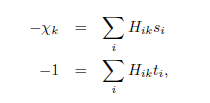 −χ_k = ∑_i H_{ik} s_i
−1 = ∑_i H_{ik} t_i,